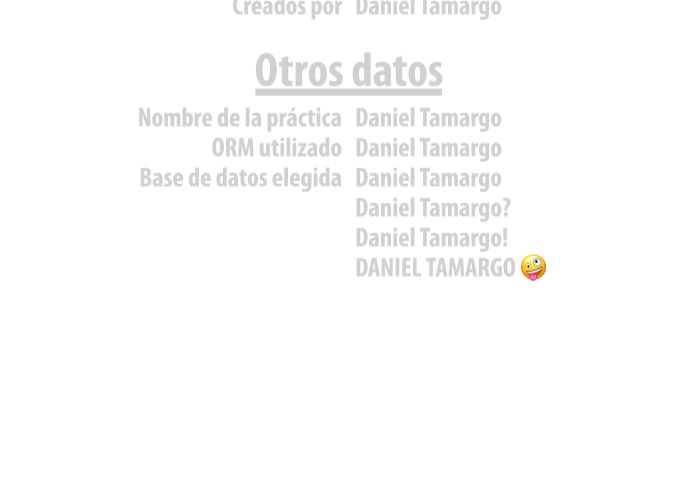 Creados por Daniel Tamargo
Otros datos
Nombre de la práctica Daniel Tamargo
ORM utilizado Daniel Tamargo
Base de datos elegida Daniel Tamargo
Daniel Tamargo?
Daniel Tamargo!
DANIEL TAMARGO 🤪